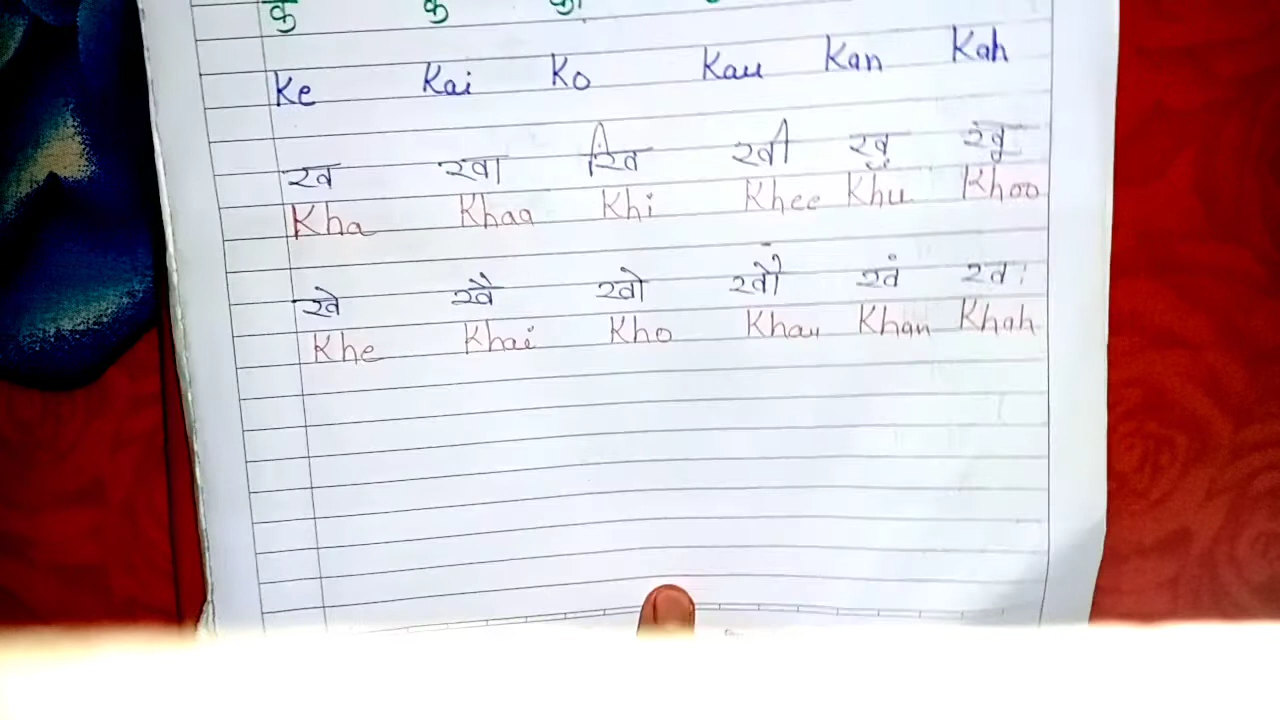 Ke Kai Ko Kau Kan Kah
ख खा खि खी खु खू
Kha Khaa Khi Khee Khu Khoo
खे खै खो खौ खं खः
Khe Khai Kho Khau Khan Khah